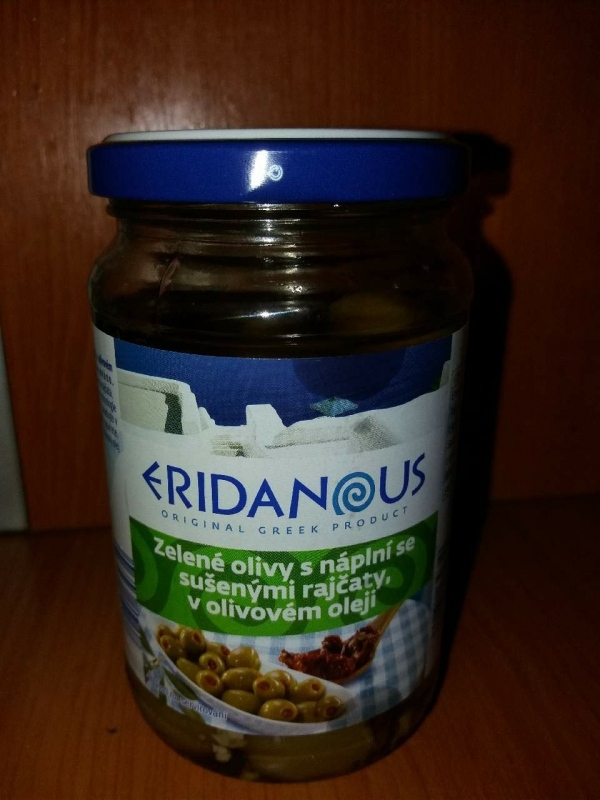 ERIDANOUS
ORIGINAL GREEK PRODUCT
Zelené olivy s náplní se
sušenými rajčaty,
v olivovém oleji